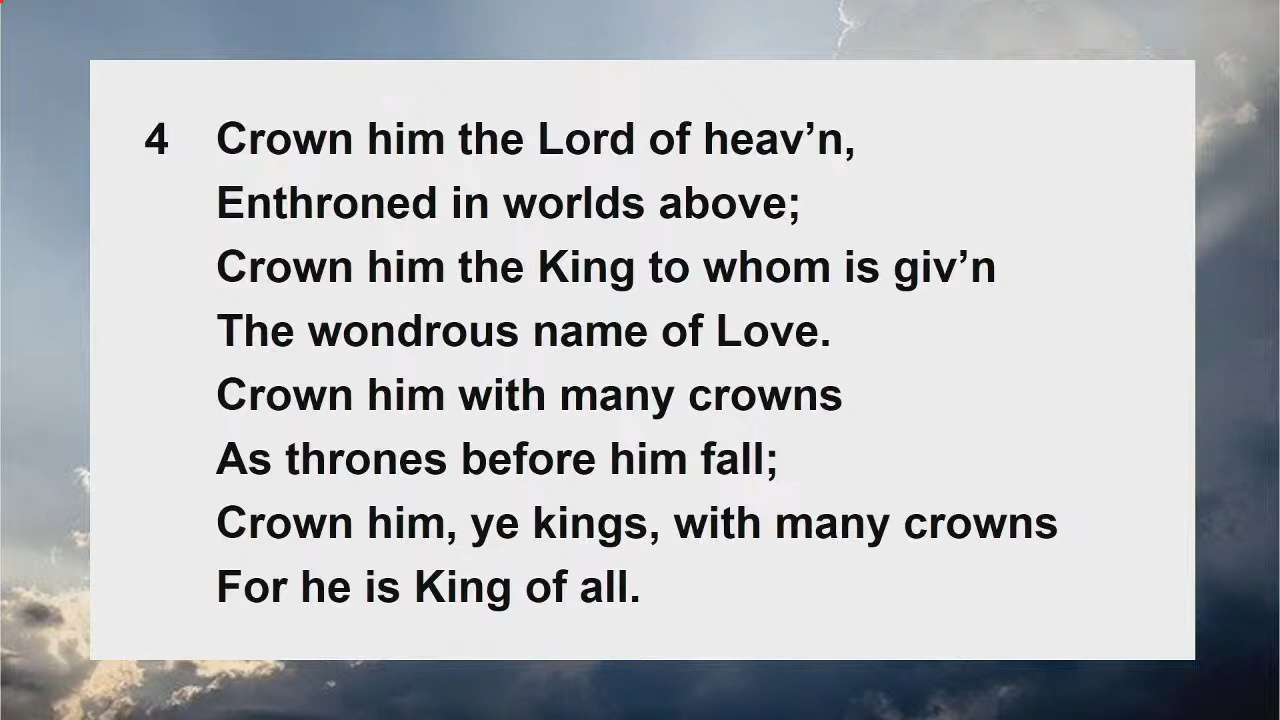 4 Crown him the Lord of heav’n,
Enthroned in worlds above;
Crown him the King to whom is giv’n
The wondrous name of Love.
Crown him with many crowns
As thrones before him fall;
Crown him, ye kings, with many crowns
For he is King of all.